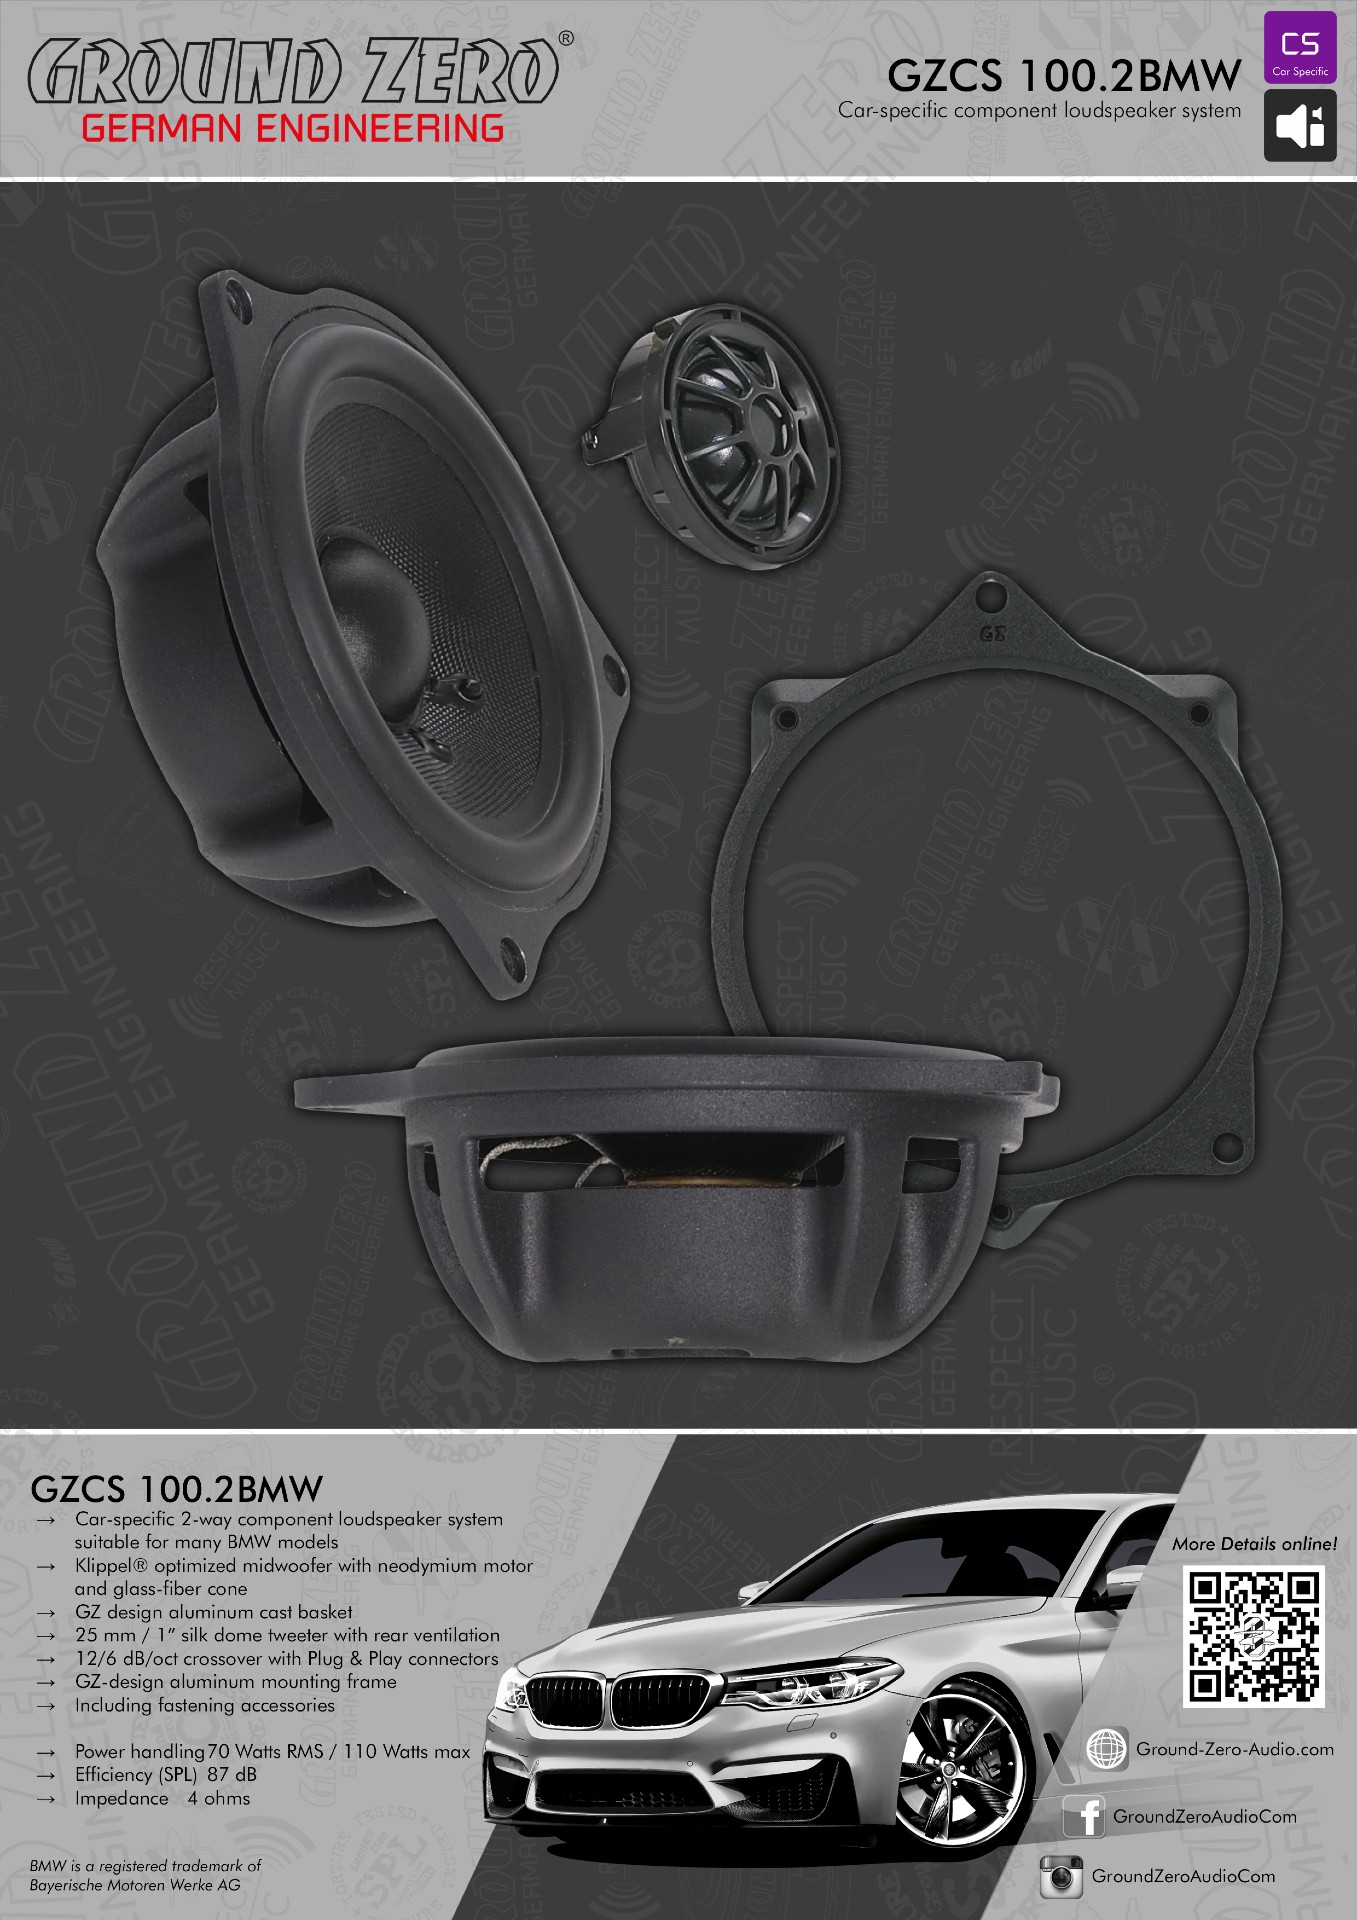 GROUND ZERO®
GERMAN ENGINEERING
GZCS 100.2BMW
Car-specific component loudspeaker system
CS
Car Specific
GZ
GZCS 100.2BMW
→ Car-specific 2-way component loudspeaker system
suitable for many BMW models
→ Klippel® optimized midwoofer with neodymium motor
and glass-fiber cone
→ GZ design aluminum cast basket
→ 25 mm / 1” silk dome tweeter with rear ventilation
→ 12/6 dB/oct crossover with Plug & Play connectors
→ GZ-design aluminum mounting frame
→ Including fastening accessories
→ Power handling 70 Watts RMS / 110 Watts max
→ Efficiency (SPL) 87 dB
→ Impedance 4 ohms
BMW is a registered trademark of
Bayerische Motoren Werke AG
More Details online!
Ground-Zero-Audio.com
GroundZeroAudioCom
GroundZeroAudioCom